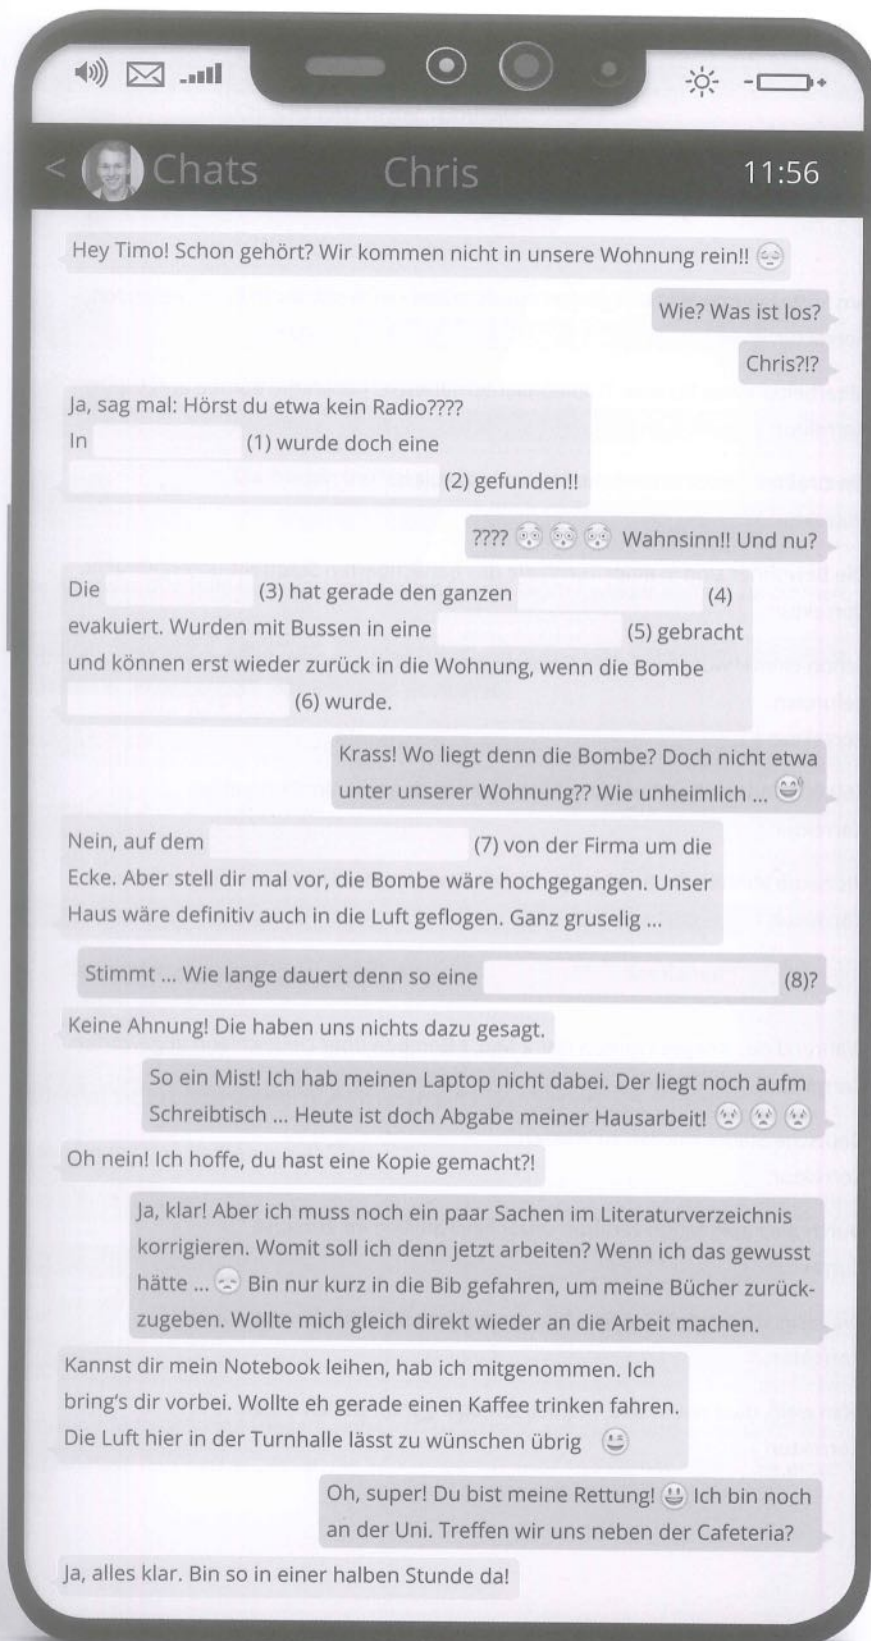 < Chats Chris 11:56
Hey Timo! Schon gehört? Wir kommen nicht in unsere Wohnung rein!!
Wie? Was ist los?
Chris?!?
Ja, sag mal: Hörst du etwa kein Radio????
In (1) wurde doch eine
(2) gefunden!!
???? Wahnsinn!! Und nu?
Die (3) hat gerade den ganzen (4)
evakuiert. Wurden mit Bussen in eine (5) gebracht
und können erst wieder zurück in die Wohnung, wenn die Bombe
(6) wurde.
Krass! Wo liegt denn die Bombe? Doch nicht etwa
unter unserer Wohnung?? Wie unheimlich ...
Nein, auf dem (7) von der Firma um die
Ecke. Aber stell dir mal vor, die Bombe wäre hochgegangen. Unser
Haus wäre definitiv auch in die Luft geflogen. Ganz gruselig ...
Stimmt ... Wie lange dauert denn so eine (8)?
Keine Ahnung! Die haben uns nichts dazu gesagt.
So ein Mist! Ich hab meinen Laptop nicht dabei. Der liegt noch aufm
Schreibtisch ... Heute ist doch Abgabe meiner Hausarbeit!
Oh nein! Ich hoffe, du hast eine Kopie gemacht?!
Ja, klar! Aber ich muss noch ein paar Sachen im Literaturverzeichnis
korrigieren. Womit soll ich denn jetzt arbeiten? Wenn ich das gewusst
hätte ... Bin nur kurz in die Bib gefahren, um meine Bücher zurück-
zugeben. Wollte mich gleich direkt wieder an die Arbeit machen.
Kannst dir mein Notebook leihen, hab ich mitgenommen. Ich
bring's dir vorbei. Wollte eh gerade einen Kaffee trinken fahren.
Die Luft hier in der Turnhalle lässt zu wünschen übrig
Oh, super! Du bist meine Rettung! Ich bin noch
an der Uni. Treffen wir uns neben der Cafeteria?
Ja, alles klar. Bin so in einer halben Stunde da!